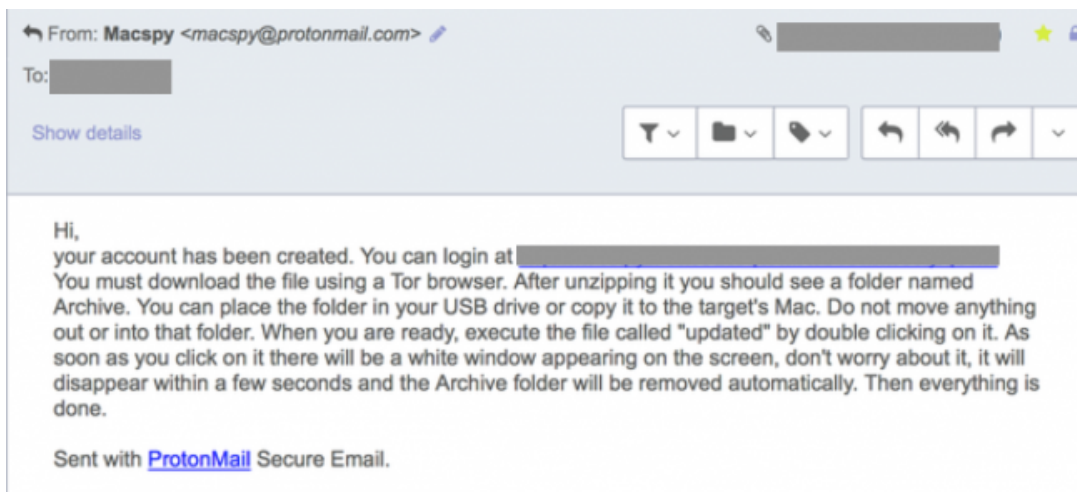 From: Macspy <macspy@protonmail.com>
To:
Show details
Hi,
your account has been created. You can login at
You must download the file using a Tor browser. After unzipping it you should see a folder named
Archive. You can place the folder in your USB drive or copy it to the target's Mac. Do not move anything
out or into that folder. When you are ready, execute the file called "updated" by double clicking on it. As
soon as you click on it there will be a white window appearing on the screen, don't worry about it, it will
disappear within a few seconds and the Archive folder will be removed automatically. Then everything is
done.
Sent with ProtonMail Secure Email.